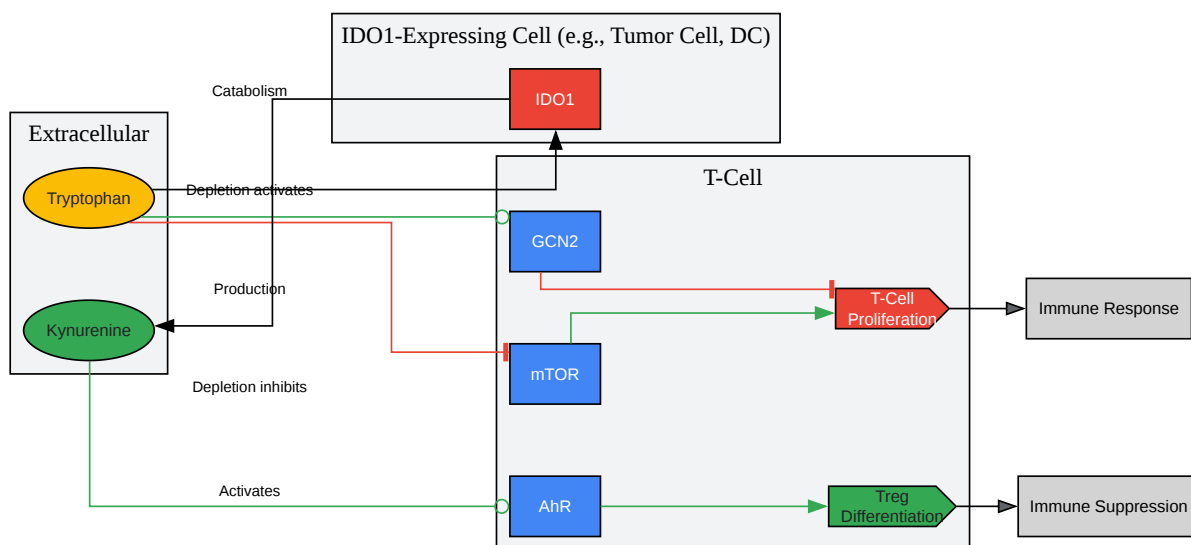 IDO1-Expressing Cell (e.g., Tumor Cell, DC)
Catabolism
IDO1
Extracellular
T-Cell
Tryptophan
Depletion activates
GCN2
Production
T-Cell
Proliferation
Immune Response
Kynurenine
mTOR
Depletion inhibits
Activates
AhR
Treg
Differentiation
Immune Suppression